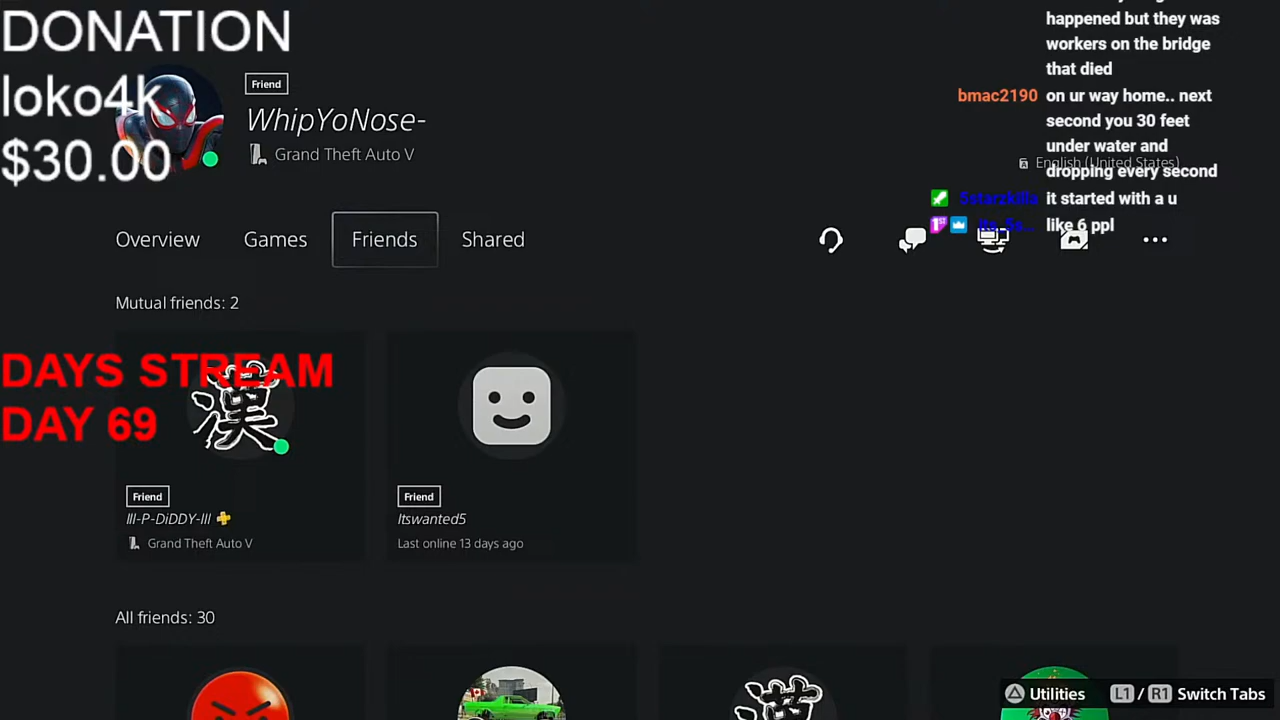 DONATION
loko4k
$30.00
Friend
WhipYoNose-
Grand Theft Auto V
happened but they was
workers on the bridge
that died
bmac2190 on ur way home.. next
second you 30 feet
under water and
dropping every second
English (United States)
5starzkilla it started with a u
its_5s... like 6 ppl
Overview Games Friends Shared
Mutual friends: 2
DAYS STREAM
DAY 69
漢
Friend
III-P-DiDDY-III
Grand Theft Auto V
Friend
Itswanted5
Last online 13 days ago
All friends: 30
Utilities L1 / R1 Switch Tabs